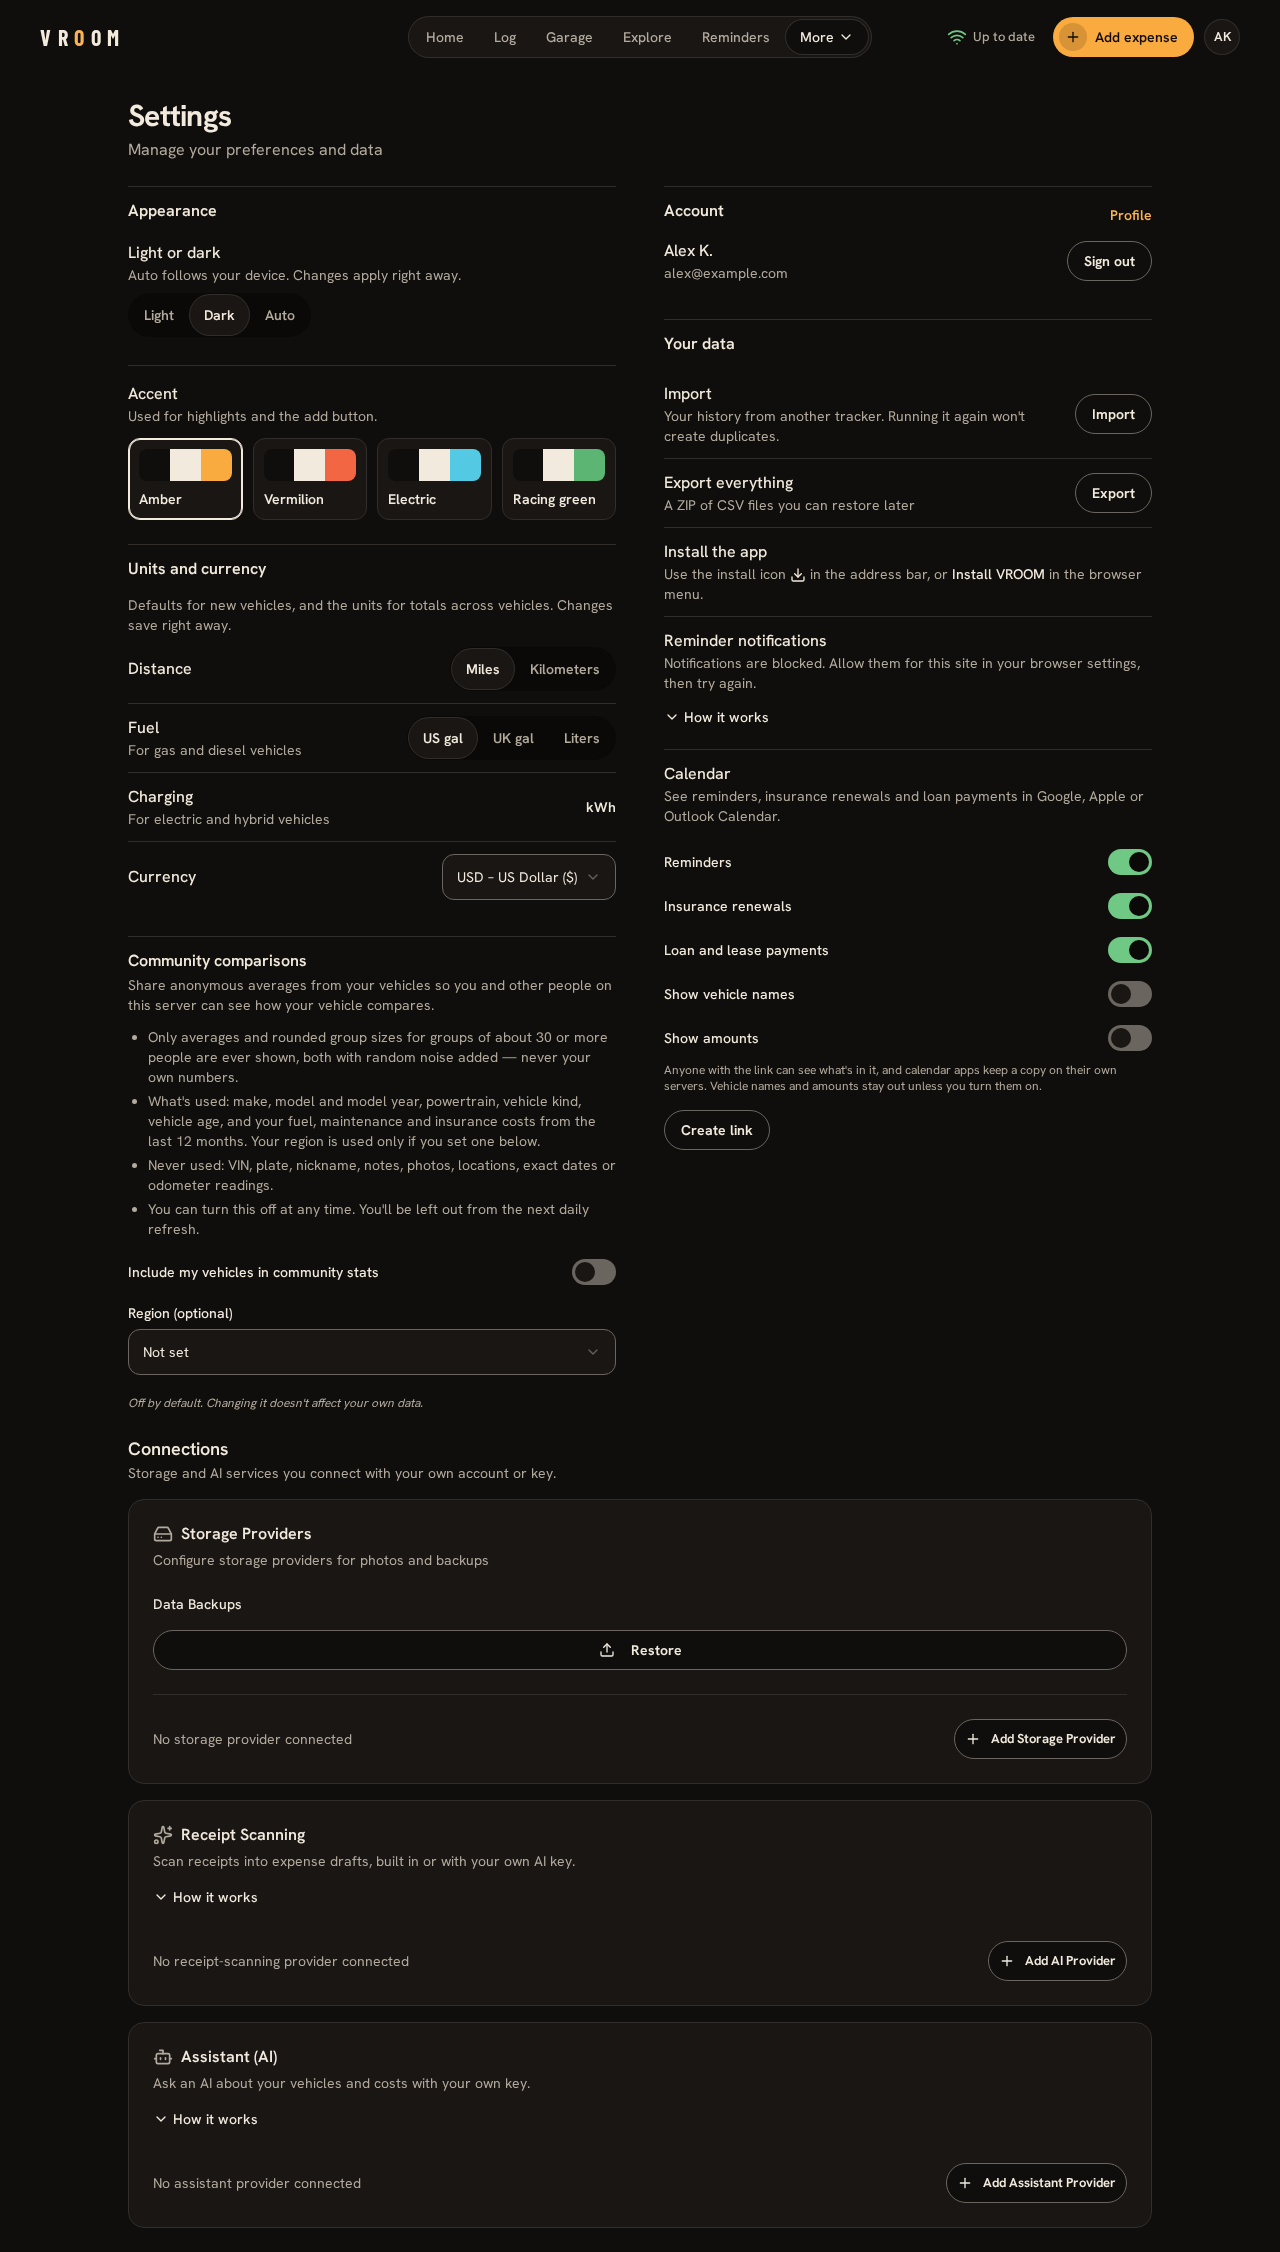 VROOM
Home
Log
Garage
Explore
Reminders
More
Up to date
Add expense
AK
Settings
Manage your preferences and data
Appearance
Light or dark
Auto follows your device. Changes apply right away.
Light
Dark
Auto
Accent
Used for highlights and the add button.
Amber
Vermilion
Electric
Racing green
Units and currency
Defaults for new vehicles, and the units for totals across vehicles. Changes
save right away.
Distance
Miles
Kilometers
Fuel
For gas and diesel vehicles
US gal
UK gal
Liters
Charging
For electric and hybrid vehicles
kWh
Currency
USD – US Dollar ($)
Community comparisons
Share anonymous averages from your vehicles so you and other people on
this server can see how your vehicle compares.
• Only averages and rounded group sizes for groups of about 30 or more
people are ever shown, both with random noise added — never your
own numbers.
• What's used: make, model and model year, powertrain, vehicle kind,
vehicle age, and your fuel, maintenance and insurance costs from the
last 12 months. Your region is used only if you set one below.
• Never used: VIN, plate, nickname, notes, photos, locations, exact dates or
odometer readings.
• You can turn this off at any time. You'll be left out from the next daily
refresh.
Include my vehicles in community stats
Region (optional)
Not set
Off by default. Changing it doesn't affect your own data.
Account
Profile
Alex K.
alex@example.com
Sign out
Your data
Import
Your history from another tracker. Running it again won't
create duplicates.
Import
Export everything
A ZIP of CSV files you can restore later
Export
Install the app
Use the install icon in the address bar, or Install VROOM in the browser
menu.
Reminder notifications
Notifications are blocked. Allow them for this site in your browser settings,
then try again.
How it works
Calendar
See reminders, insurance renewals and loan payments in Google, Apple or
Outlook Calendar.
Reminders
Insurance renewals
Loan and lease payments
Show vehicle names
Show amounts
Anyone with the link can see what's in it, and calendar apps keep a copy on their own
servers. Vehicle names and amounts stay out unless you turn them on.
Create link
Connections
Storage and AI services you connect with your own account or key.
Storage Providers
Configure storage providers for photos and backups
Data Backups
Restore
No storage provider connected
Add Storage Provider
Receipt Scanning
Scan receipts into expense drafts, built in or with your own AI key.
How it works
No receipt-scanning provider connected
Add AI Provider
Assistant (AI)
Ask an AI about your vehicles and costs with your own key.
How it works
No assistant provider connected
Add Assistant Provider